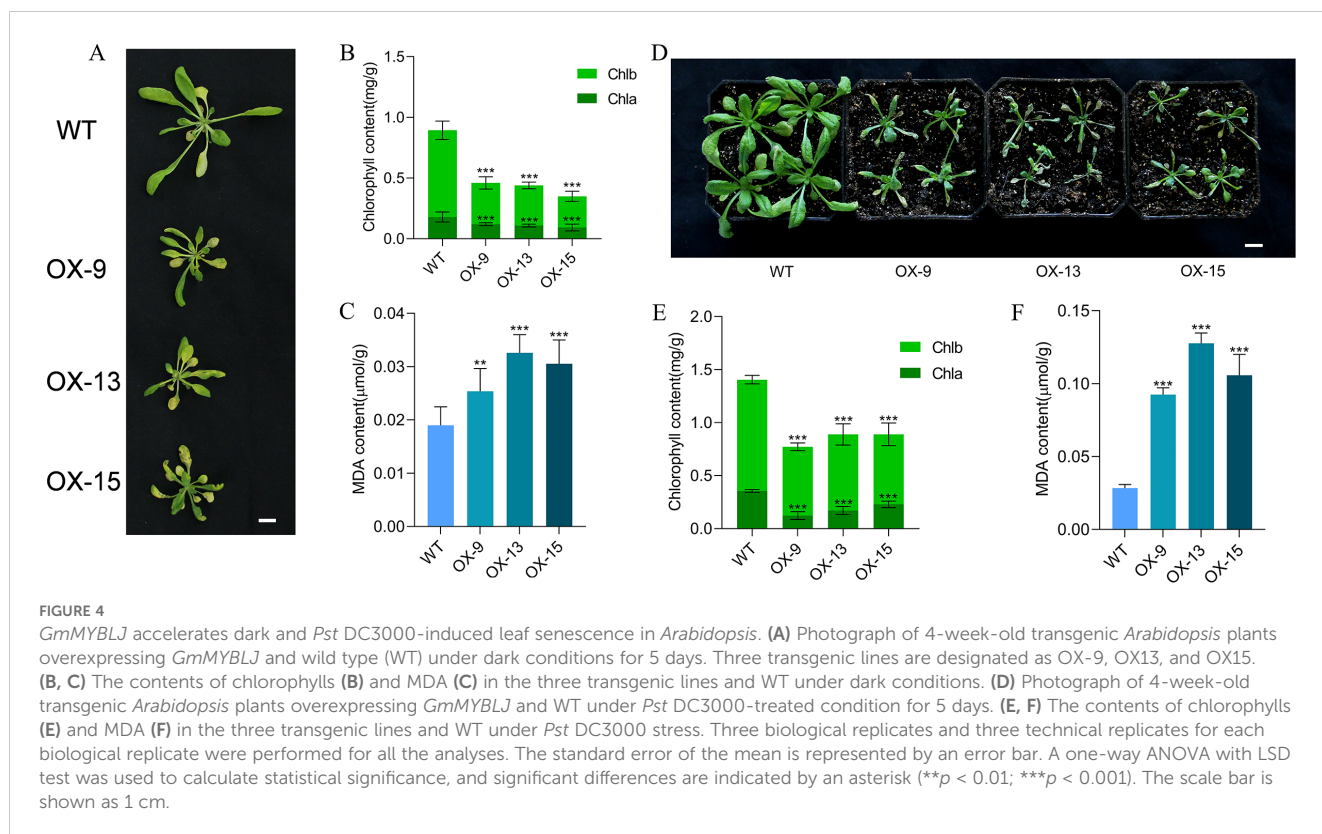 A
WT
OX-9
OX-13
OX-15
B
Chlorophyll content(mg/g)
1.5
1.0
0.5
0.0
Chlb
Chla
***
***
***
***
***
***
WT
OX-9
OX-13
OX-15
C
MDA content(μmol/g)
0.04
0.03
0.02
0.01
0.00
**
***
***
WT
OX-9
OX-13
OX-15
D
WT
OX-9
OX-13
OX-15
E
Chlorophyll content(mg/g)
2.0
1.5
1.0
0.5
0.0
Chlb
Chla
***
***
***
***
***
***
WT
OX-9
OX-13
OX-15
F
MDA content(μmol/g)
0.15
0.10
0.05
0.00
***
***
***
WT
OX-9
OX-13
OX-15
FIGURE 4
GmMYBLJ accelerates dark and Pst DC3000-induced leaf senescence in Arabidopsis. (A) Photograph of 4-week-old transgenic Arabidopsis plants
overexpressing GmMYBLJ and wild type (WT) under dark conditions for 5 days. Three transgenic lines are designated as OX-9, OX13, and OX15.
(B, C) The contents of chlorophylls (B) and MDA (C) in the three transgenic lines and WT under dark conditions. (D) Photograph of 4-week-old
transgenic Arabidopsis plants overexpressing GmMYBLJ and WT under Pst DC3000-treated condition for 5 days. (E, F) The contents of chlorophylls
(E) and MDA (F) in the three transgenic lines and WT under Pst DC3000 stress. Three biological replicates and three technical replicates for each
biological replicate were performed for all the analyses. The standard error of the mean is represented by an error bar. A one-way ANOVA with LSD
test was used to calculate statistical significance, and significant differences are indicated by an asterisk (**p < 0.01; ***p < 0.001). The scale bar is
shown as 1 cm.